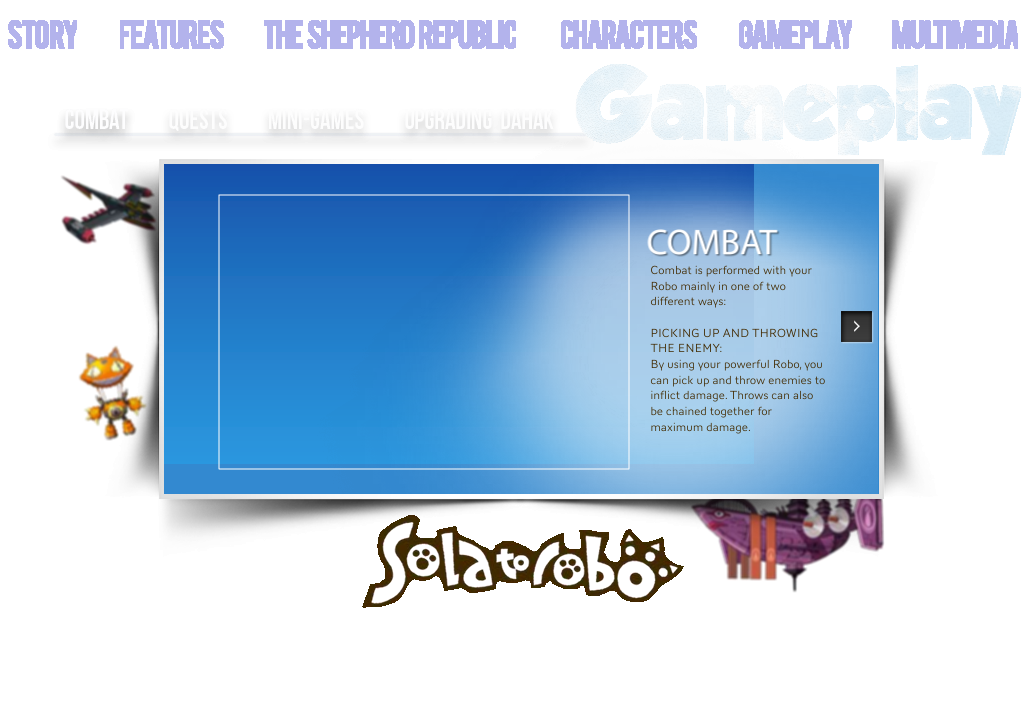 STORY FEATURES THE SHEPHERD REPUBLIC CHARACTERS GAMEPLAY MULTIMEDIA
Gameplay
COMBAT QUESTS MINI-GAMES UPGRADING DAHAK
COMBAT
Combat is performed with your
Robo mainly in one of two
different ways:
PICKING UP AND THROWING
THE ENEMY:
By using your powerful Robo, you
can pick up and throw enemies to
inflict damage. Throws can also
be chained together for
maximum damage.
Solatorobo